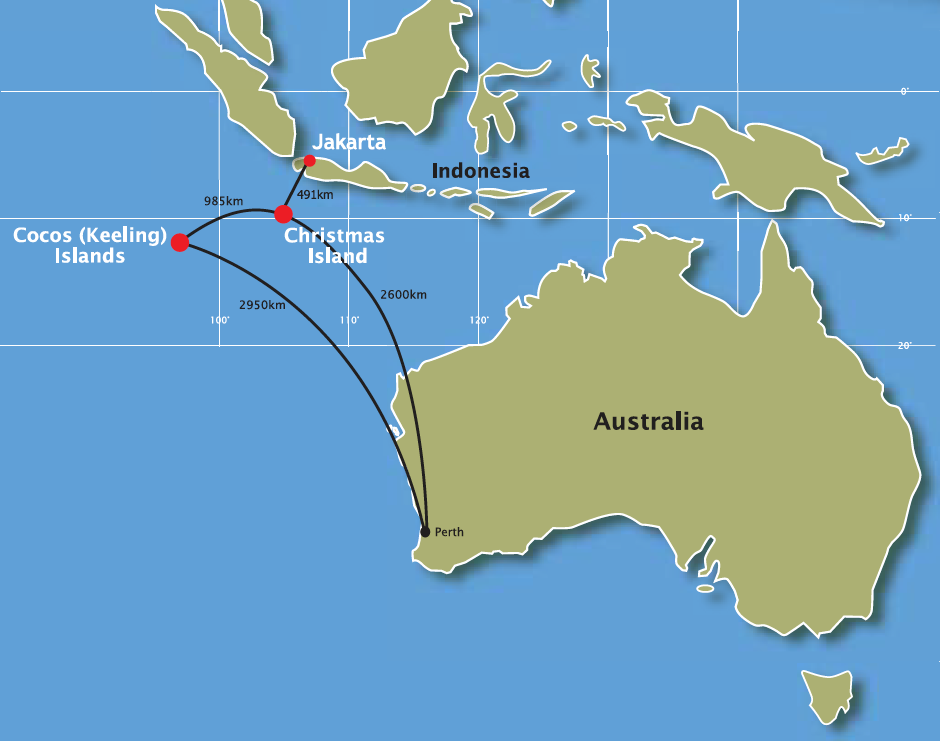 0°
Jakarta
Indonesia
985km
491km
10°
Cocos (Keeling)
Islands
Christmas
Island
2950km
2600km
100°
110°
120°
20°
Australia
Perth